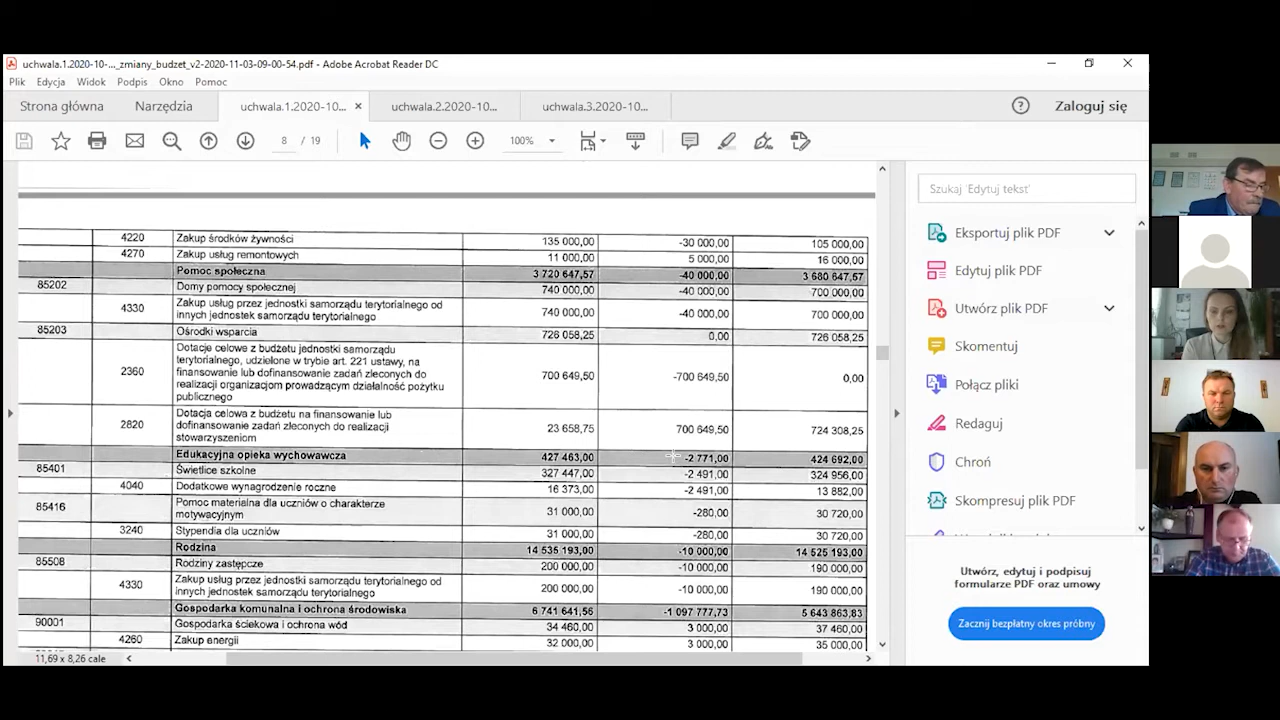 uchwala.1.2020-10-..._zmiany_budzet_v2-2020-11-03-09-00-54.pdf - Adobe Acrobat Reader DC
Plik Edycja Widok Podpis Okno Pomoc
Strona główna Narzędzia uchwala.1.2020-10... × uchwala.2.2020-10... uchwala.3.2020-10... ? Zaloguj się
8 / 19 100%
4220 Zakup środków żywności 135 000,00 -30 000,00 105 000,00
4270 Zakup usług remontowych 11 000,00 5 000,00 16 000,00
Pomoc społeczna 3 720 647,57 -40 000,00 3 680 647,57
85202 Domy pomocy społecznej 740 000,00 -40 000,00 700 000,00
4330 Zakup usług przez jednostki samorządu terytorialnego od
innych jednostek samorządu terytorialnego 740 000,00 -40 000,00 700 000,00
85203 Ośrodki wsparcia 726 058,25 0,00 726 058,25
2360 Dotacje celowe z budżetu jednostki samorządu
terytorialnego, udzielone w trybie art. 221 ustawy, na
finansowanie lub dofinansowanie zadań zleconych do
realizacji organizacjom prowadzącym działalność pożytku
publicznego 700 649,50 -700 649,50 0,00
2820 Dotacja celowa z budżetu na finansowanie lub
dofinansowanie zadań zleconych do realizacji
stowarzyszeniom 23 658,75 700 649,50 724 308,25
Edukacyjna opieka wychowawcza 427 463,00 -2 771,00 424 692,00
85401 Świetlice szkolne 327 447,00 -2 491,00 324 956,00
4040 Dodatkowe wynagrodzenie roczne 16 373,00 -2 491,00 13 882,00
85416 Pomoc materialna dla uczniów o charakterze
motywacyjnym 31 000,00 -280,00 30 720,00
3240 Stypendia dla uczniów 31 000,00 -280,00 30 720,00
Rodzina 14 535 193,00 -10 000,00 14 525 193,00
85508 Rodziny zastępcze 200 000,00 -10 000,00 190 000,00
4330 Zakup usług przez jednostki samorządu terytorialnego od
innych jednostek samorządu terytorialnego 200 000,00 -10 000,00 190 000,00
Gospodarka komunalna i ochrona środowiska 6 741 641,56 -1 097 777,73 5 643 863,83
90001 Gospodarka ściekowa i ochrona wód 34 460,00 3 000,00 37 460,00
4260 Zakup energii 32 000,00 3 000,00 35 000,00
11,69 x 8,26 cale
Szukaj 'Edytuj tekst'
Eksportuj plik PDF
Edytuj plik PDF
Utwórz plik PDF
Skomentuj
Połącz pliki
Redaguj
Chroń
Skompresuj plik PDF
Utwórz, edytuj i podpisuj
formularze PDF oraz umowy
Zacznij bezpłatny okres próbny